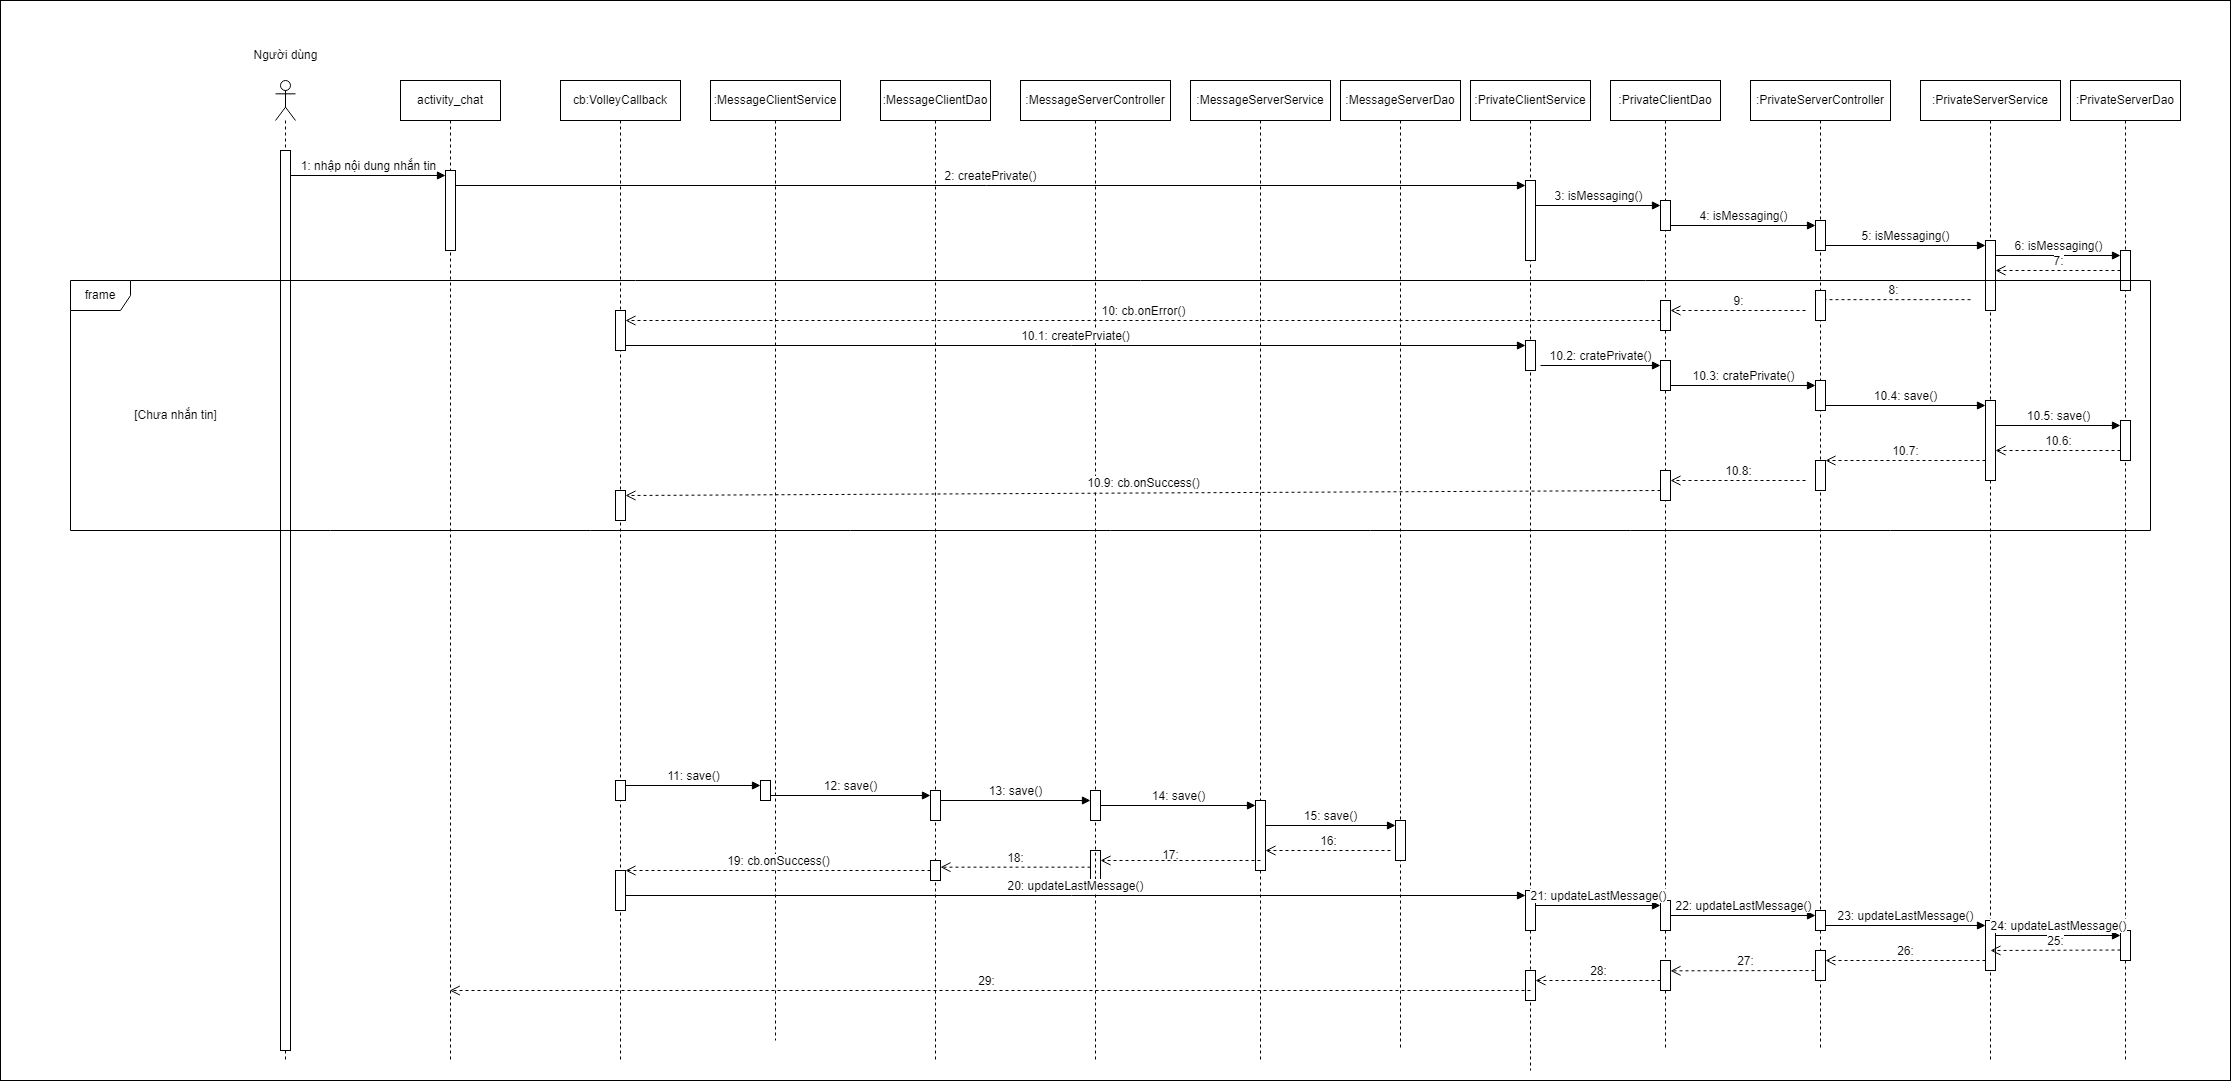 Người dùng
activity_chat
cb:VolleyCallback
:MessageClientService
:MessageClientDao
:MessageServerController
:MessageServerService
:MessageServerDao
:PrivateClientService
:PrivateClientDao
:PrivateServerController
:PrivateServerService
:PrivateServerDao
1: nhập nội dung nhắn tin
2: createPrivate()
3: isMessaging()
4: isMessaging()
5: isMessaging()
6: isMessaging()
7:
frame
8:
9:
10: cb.onError()
10.1: createPrviate()
10.2: cratePrivate()
10.3: cratePrivate()
10.4: save()
[Chưa nhắn tin]
10.5: save()
10.6:
10.7:
10.8:
10.9: cb.onSuccess()
11: save()
12: save()
13: save()
14: save()
15: save()
16:
17:
18:
19: cb.onSuccess()
20: updateLastMessage()
21: updateLastMessage()
22: updateLastMessage()
23: updateLastMessage()
24: updateLastMessage()
25:
26:
27:
28:
29: